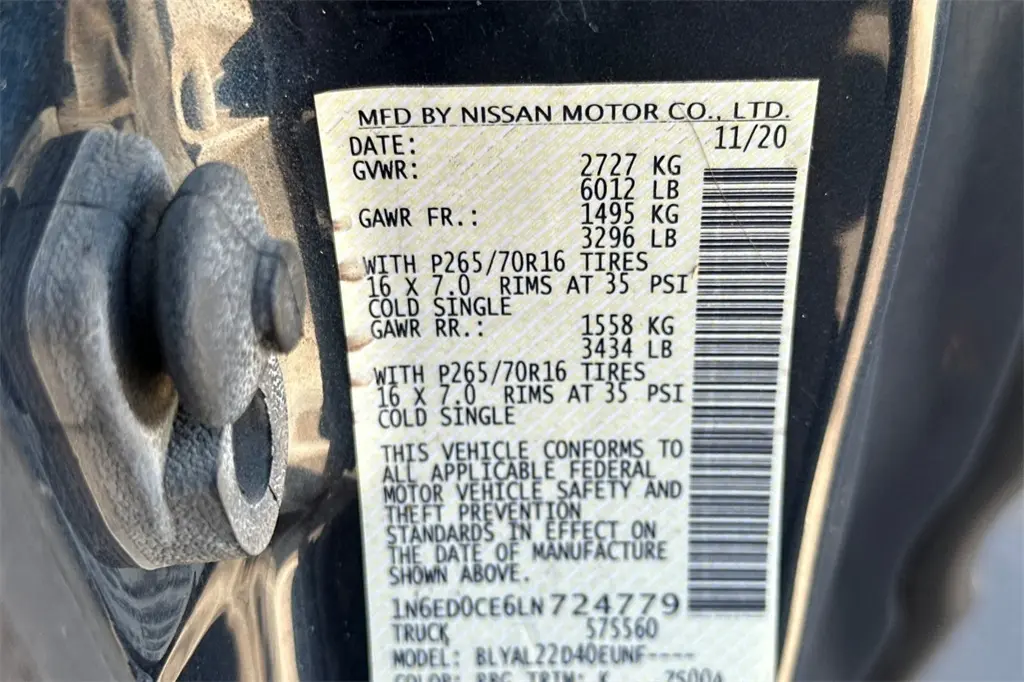 MFD BY NISSAN MOTOR CO., LTD.
DATE: 11/20
GVWR: 2727 KG
6012 LB
GAWR FR.: 1495 KG
3296 LB
WITH P265/70R16 TIRES
16 X 7.0 RIMS AT 35 PSI
COLD SINGLE
GAWR RR.: 1558 KG
3434 LB
WITH P265/70R16 TIRES
16 X 7.0 RIMS AT 35 PSI
COLD SINGLE
THIS VEHICLE CONFORMS TO
ALL APPLICABLE FEDERAL
MOTOR VEHICLE SAFETY AND
THEFT PREVENTION
STANDARDS IN EFFECT ON
THE DATE OF MANUFACTURE
SHOWN ABOVE.
1N6ED0CE6LN724779
TRUCK 575560
MODEL: BLYAL22D40EUNF----
TRIM: K